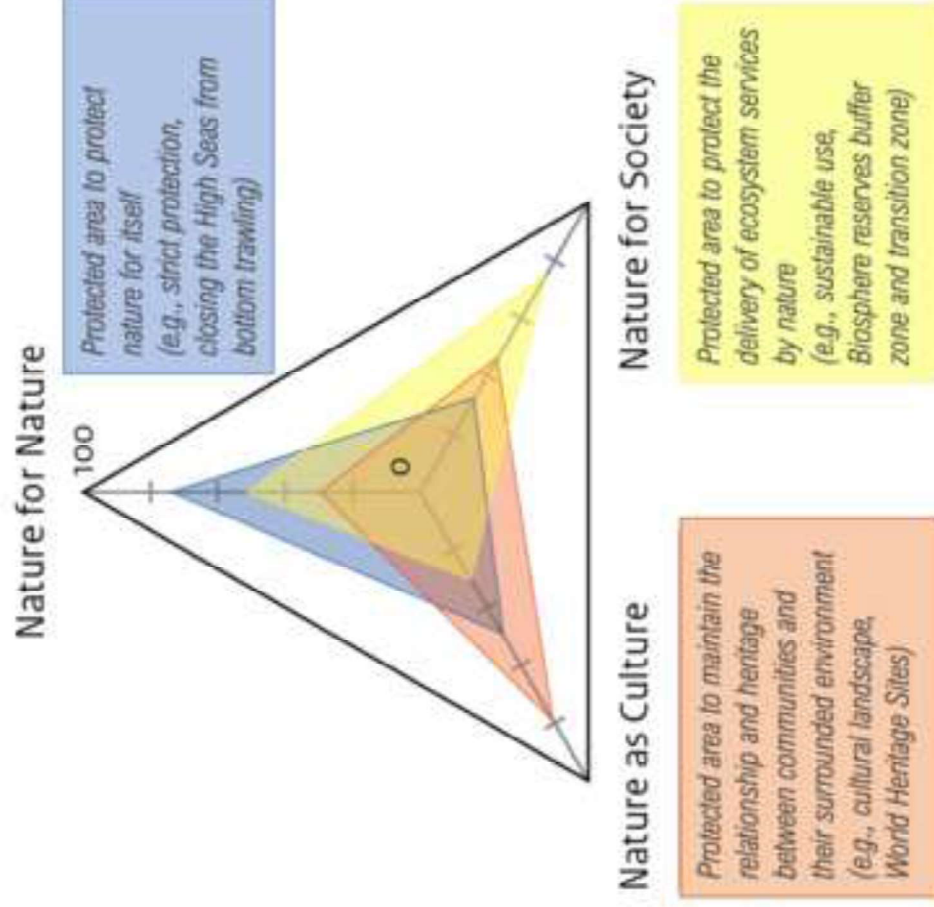 Nature for Nature
100
Protected area to protect
nature for itself
(e.g., strict protection,
closing the High Seas from
bottom trawling)
0
Nature as Culture
Nature for Society
Protected area to maintain the
relationship and heritage
between communities and
their surrounded environment
(e.g., cultural landscape,
World Heritage Sites)
Protected area to protect the
delivery of ecosystem services
by nature
(e.g., sustainable use,
Biosphere reserves buffer
zone and transition zone)